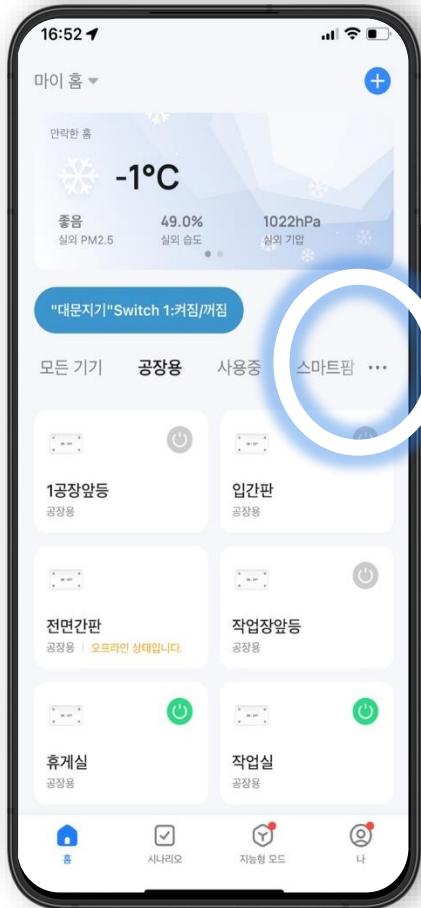 16:52
마이 홈
안락한 홈
-1°C
좋음 49.0% 1022hPa
실외 PM2.5 실외 습도 실외 기압
"대문지기"Switch 1:켜짐/꺼짐
모든 기기 공장용 사용중 스마트팜 ···
1공장앞등 입간판
공장용 공장용
전면간판 작업장앞등
공장용 | 오프라인 상태입니다. 공장용
휴게실 작업실
공장용 공장용
홈 시나리오 지능형 모드 나